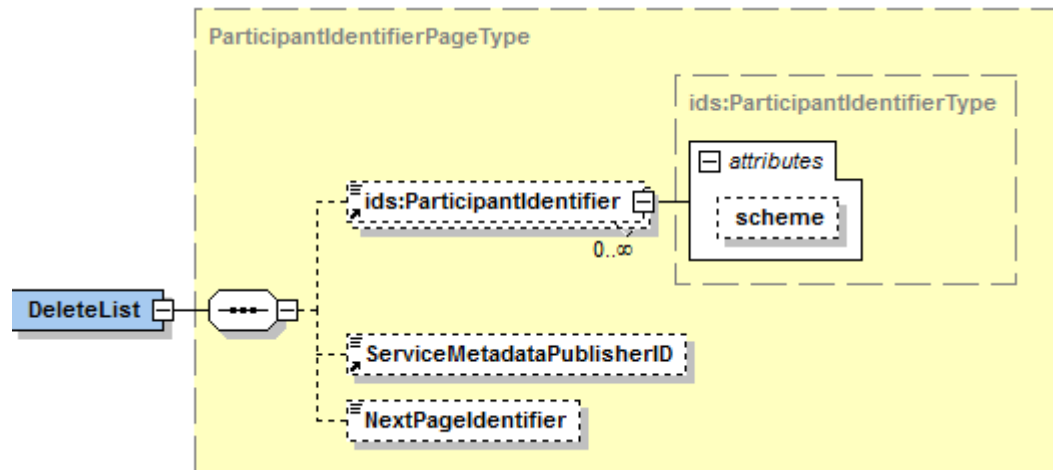 ParticipantIdentifierPageType
ids:ParticipantIdentifierType
attributes
ids:ParticipantIdentifier
scheme
0..∞
DeleteList
ServiceMetadataPublisherID
NextPageIdentifier